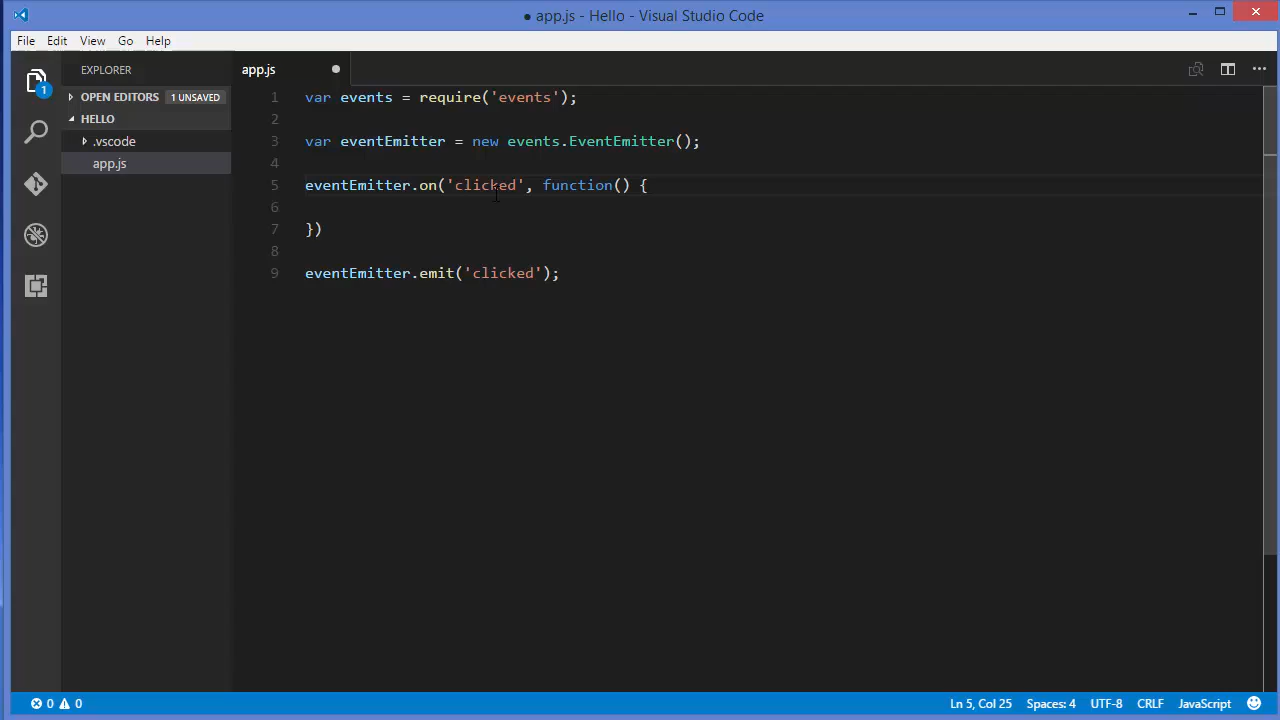 ● app.js - Hello - Visual Studio Code
File Edit View Go Help
EXPLORER
OPEN EDITORS 1 UNSAVED
HELLO
.vscode
app.js
1
app.js
1 var events = require('events');
2
3 var eventEmitter = new events.EventEmitter();
4
5 eventEmitter.on('clicked', function() {
6
7 })
8
9 eventEmitter.emit('clicked');
0 0 Ln 5, Col 25 Spaces: 4 UTF-8 CRLF JavaScript